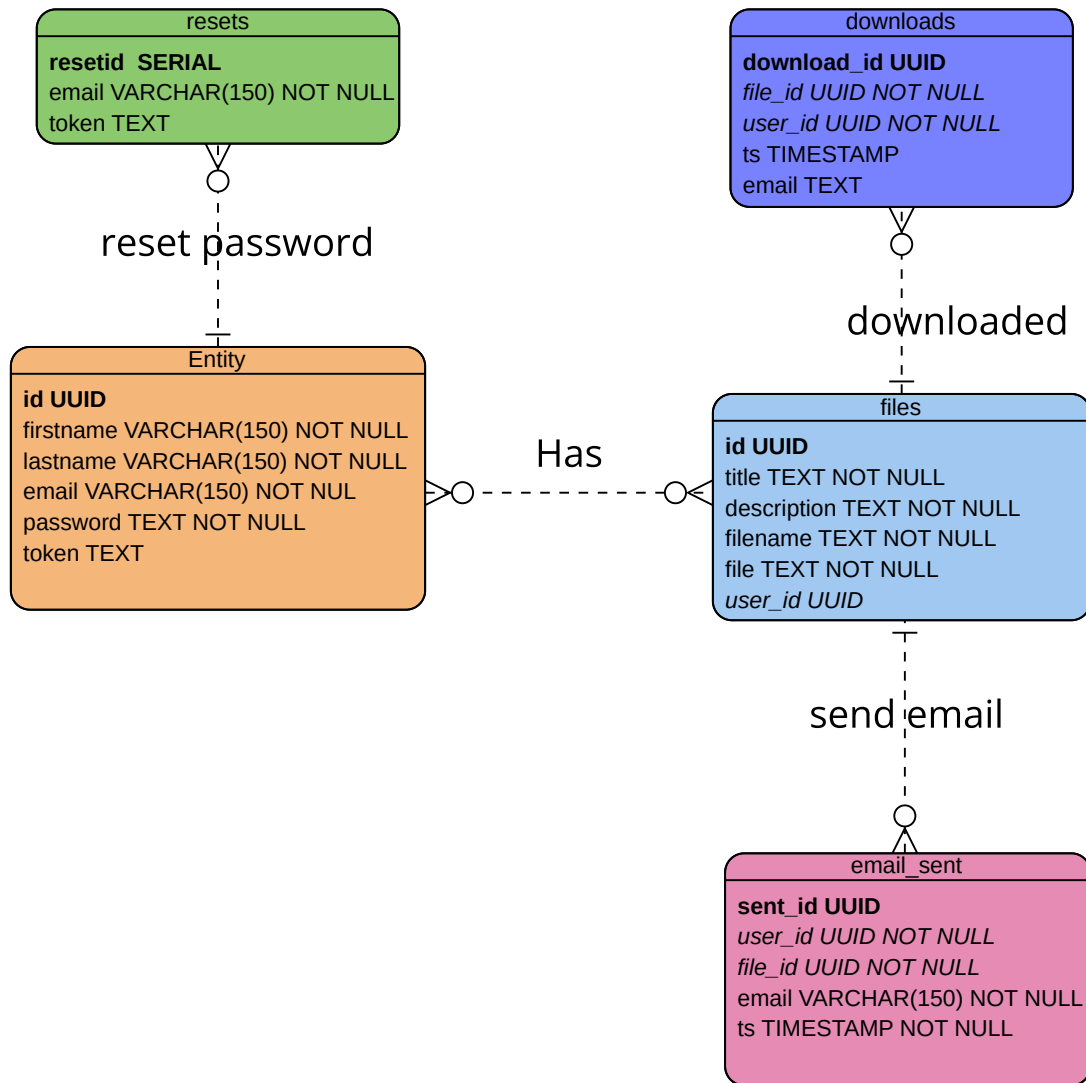 resets
resetid  SERIAL
email VARCHAR(150) NOT NULL
token TEXT
downloads
download_id UUID
file_id UUID NOT NULL
user_id UUID NOT NULL
ts TIMESTAMP
email TEXT
reset password
downloaded
Entity
id UUID
firstname VARCHAR(150) NOT NULL
lastname VARCHAR(150) NOT NULL
email VARCHAR(150) NOT NUL
password TEXT NOT NULL
token TEXT
Has
files
id UUID
title TEXT NOT NULL
description TEXT NOT NULL
filename TEXT NOT NULL
file TEXT NOT NULL
user_id UUID
send email
email_sent
sent_id UUID
user_id UUID NOT NULL
file_id UUID NOT NULL
email VARCHAR(150) NOT NULL
ts TIMESTAMP NOT NULL